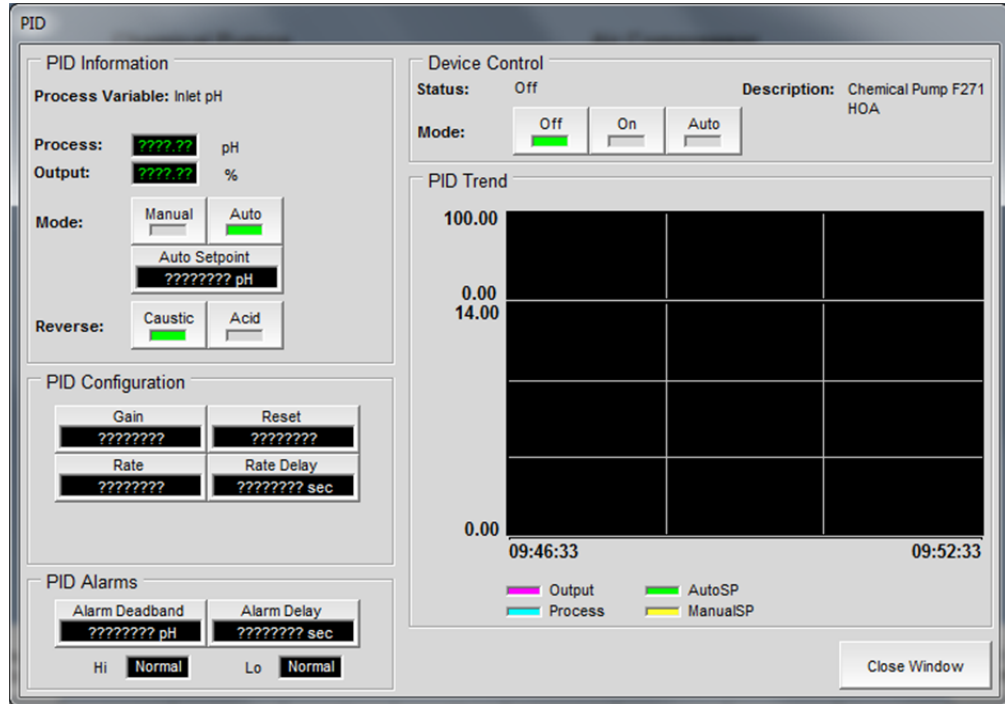 PID
PID Information
Process Variable: Inlet pH
Process: ????.?? pH
Output: ????.?? %
Mode: Manual Auto
Auto Setpoint
???????? pH
Reverse: Caustic Acid
PID Configuration
Gain Reset
???????? ????????
Rate Rate Delay
???????? ???????? sec
PID Alarms
Alarm Deadband Alarm Delay
???????? pH ???????? sec
Hi Normal Lo Normal
Device Control
Status: Off Description: Chemical Pump F271
HOA
Mode: Off On Auto
PID Trend
100.00
0.00
14.00
0.00
09:46:33 09:52:33
Output AutoSP
Process ManualSP
Close Window